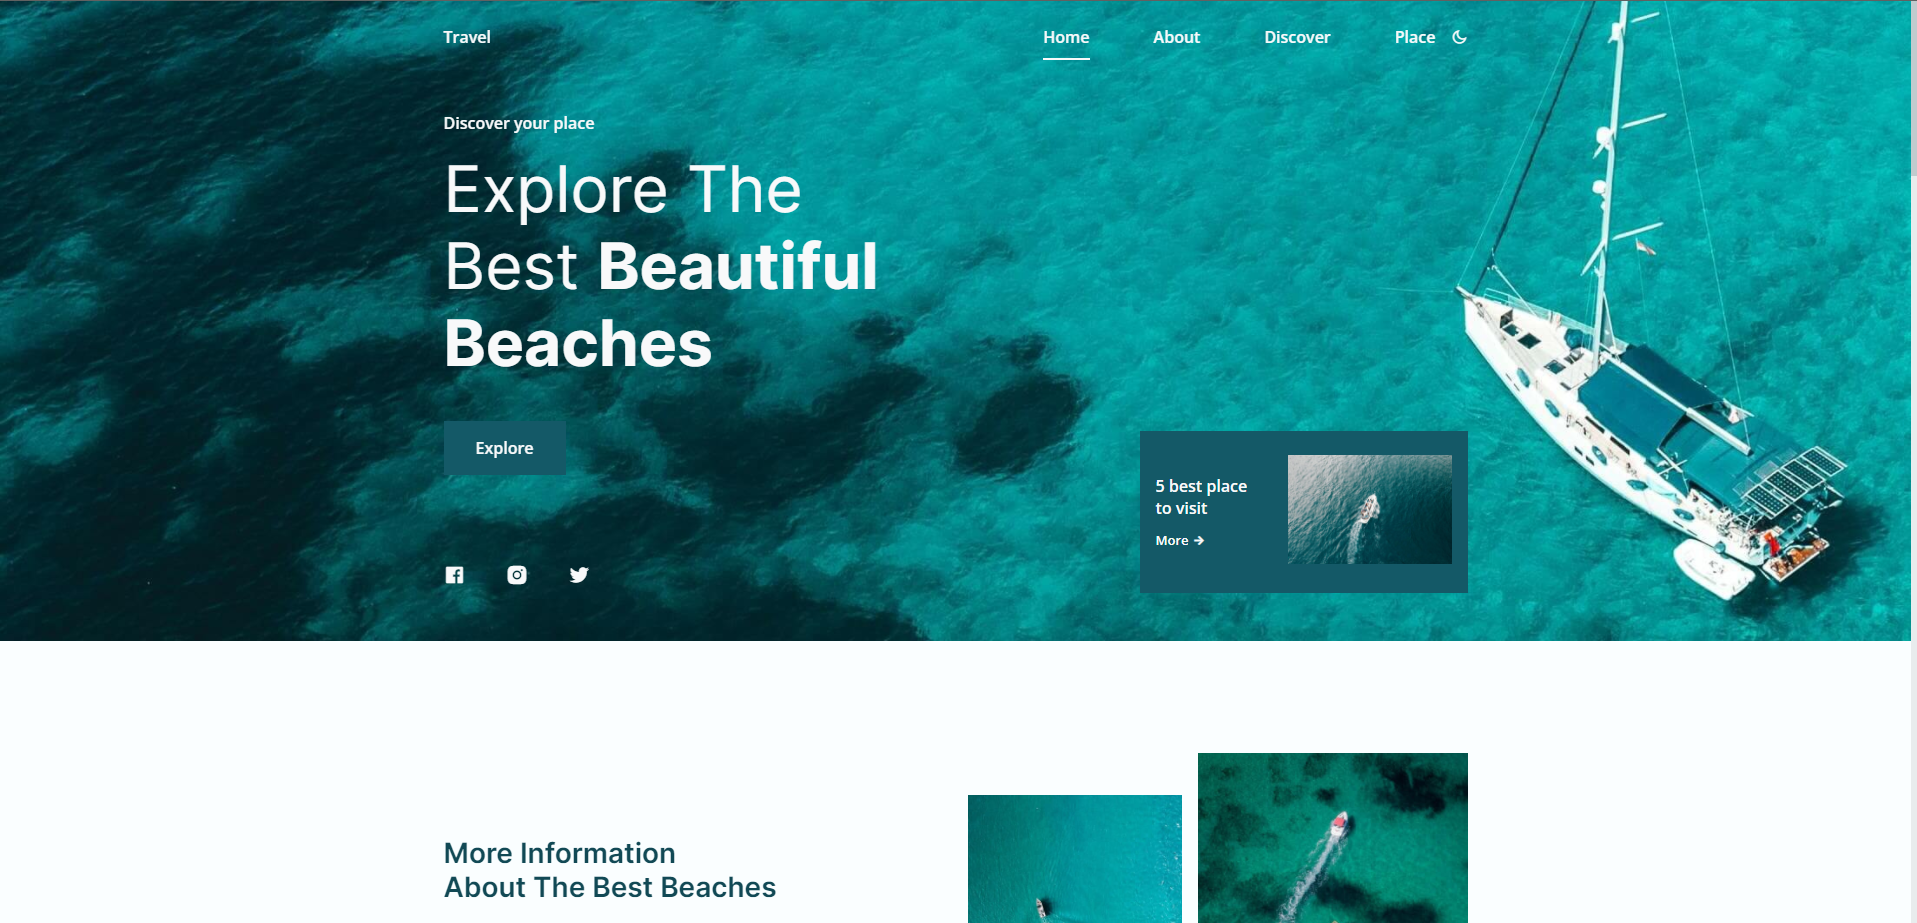 Travel
Home
About
Discover
Place
Discover your place
Explore The
Best Beautiful
Beaches
Explore
5 best place
to visit
More
More Information
About The Best Beaches